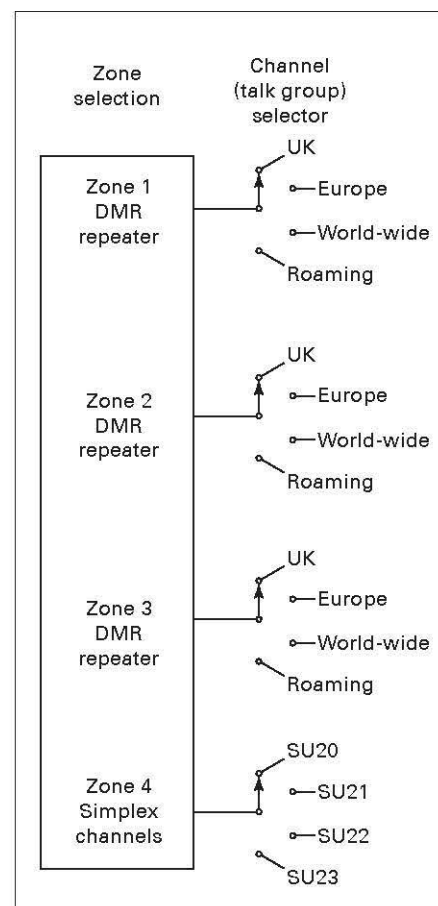 Zone
selection
Channel
(talk group)
selector
Zone 1
DMR
repeater
UK
Europe
World-wide
Roaming
Zone 2
DMR
repeater
UK
Europe
World-wide
Roaming
Zone 3
DMR
repeater
UK
Europe
World-wide
Roaming
Zone 4
Simplex
channels
SU20
SU21
SU22
SU23